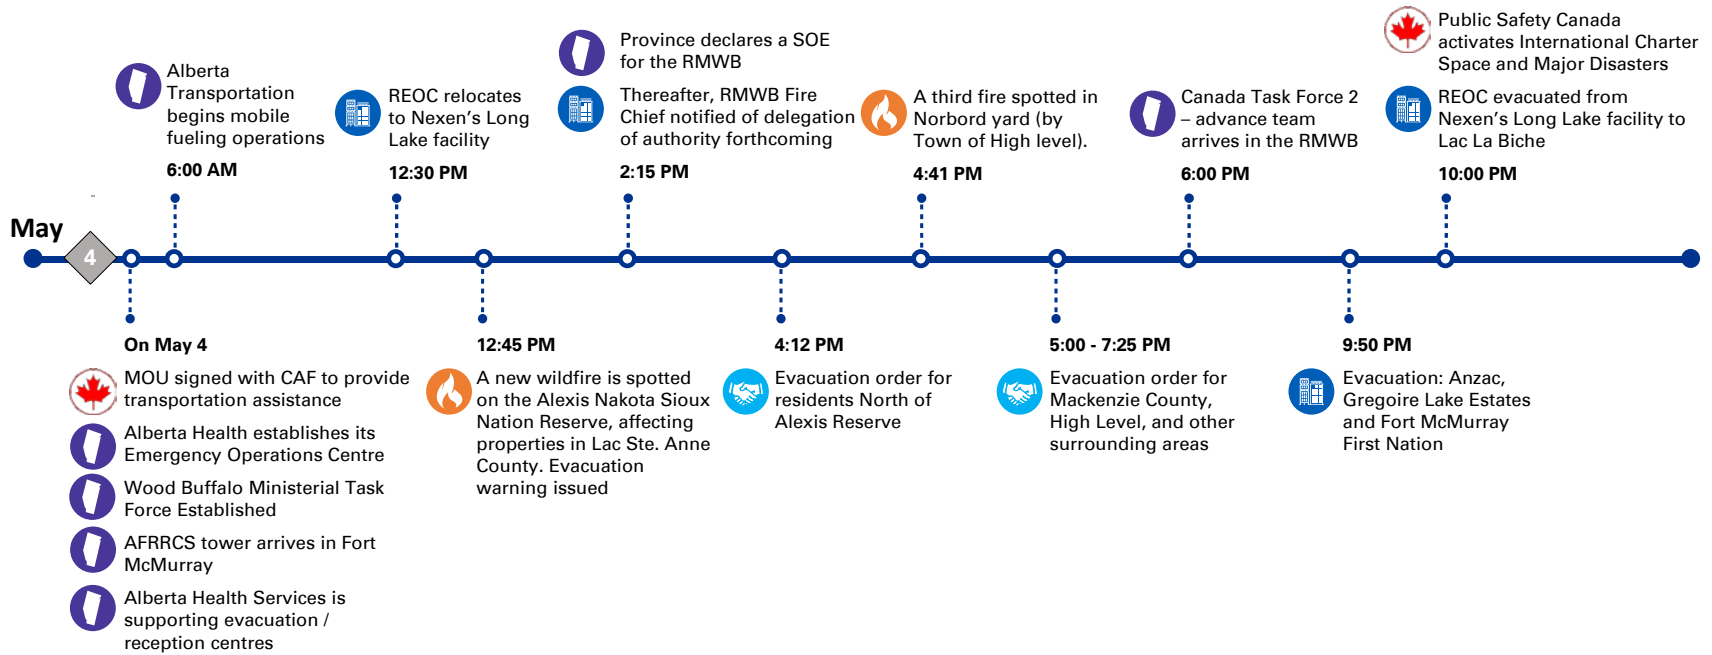 Alberta
Transportation
begins mobile
fueling operations
6:00 AM
REOC relocates
to Nexen's Long
Lake facility
12:30 PM
Province declares a SOE
for the RMWB
Thereafter, RMWB Fire
Chief notified of delegation
of authority forthcoming
2:15 PM
A third fire spotted in
Norbord yard (by
Town of High level).
4:41 PM
Canada Task Force 2
– advance team
arrives in the RMWB
6:00 PM
Public Safety Canada
activates International Charter
Space and Major Disasters
REOC evacuated from
Nexen's Long Lake facility to
Lac La Biche
10:00 PM
May
4
On May 4
MOU signed with CAF to provide
transportation assistance
Alberta Health establishes its
Emergency Operations Centre
Wood Buffalo Ministerial Task
Force Established
AFRRCS tower arrives in Fort
McMurray
Alberta Health Services is
supporting evacuation /
reception centres
12:45 PM
A new wildfire is spotted
on the Alexis Nakota Sioux
Nation Reserve, affecting
properties in Lac Ste. Anne
County. Evacuation
warning issued
4:12 PM
Evacuation order for
residents North of
Alexis Reserve
5:00 - 7:25 PM
Evacuation order for
Mackenzie County,
High Level, and other
surrounding areas
9:50 PM
Evacuation: Anzac,
Gregoire Lake Estates
and Fort McMurray
First Nation